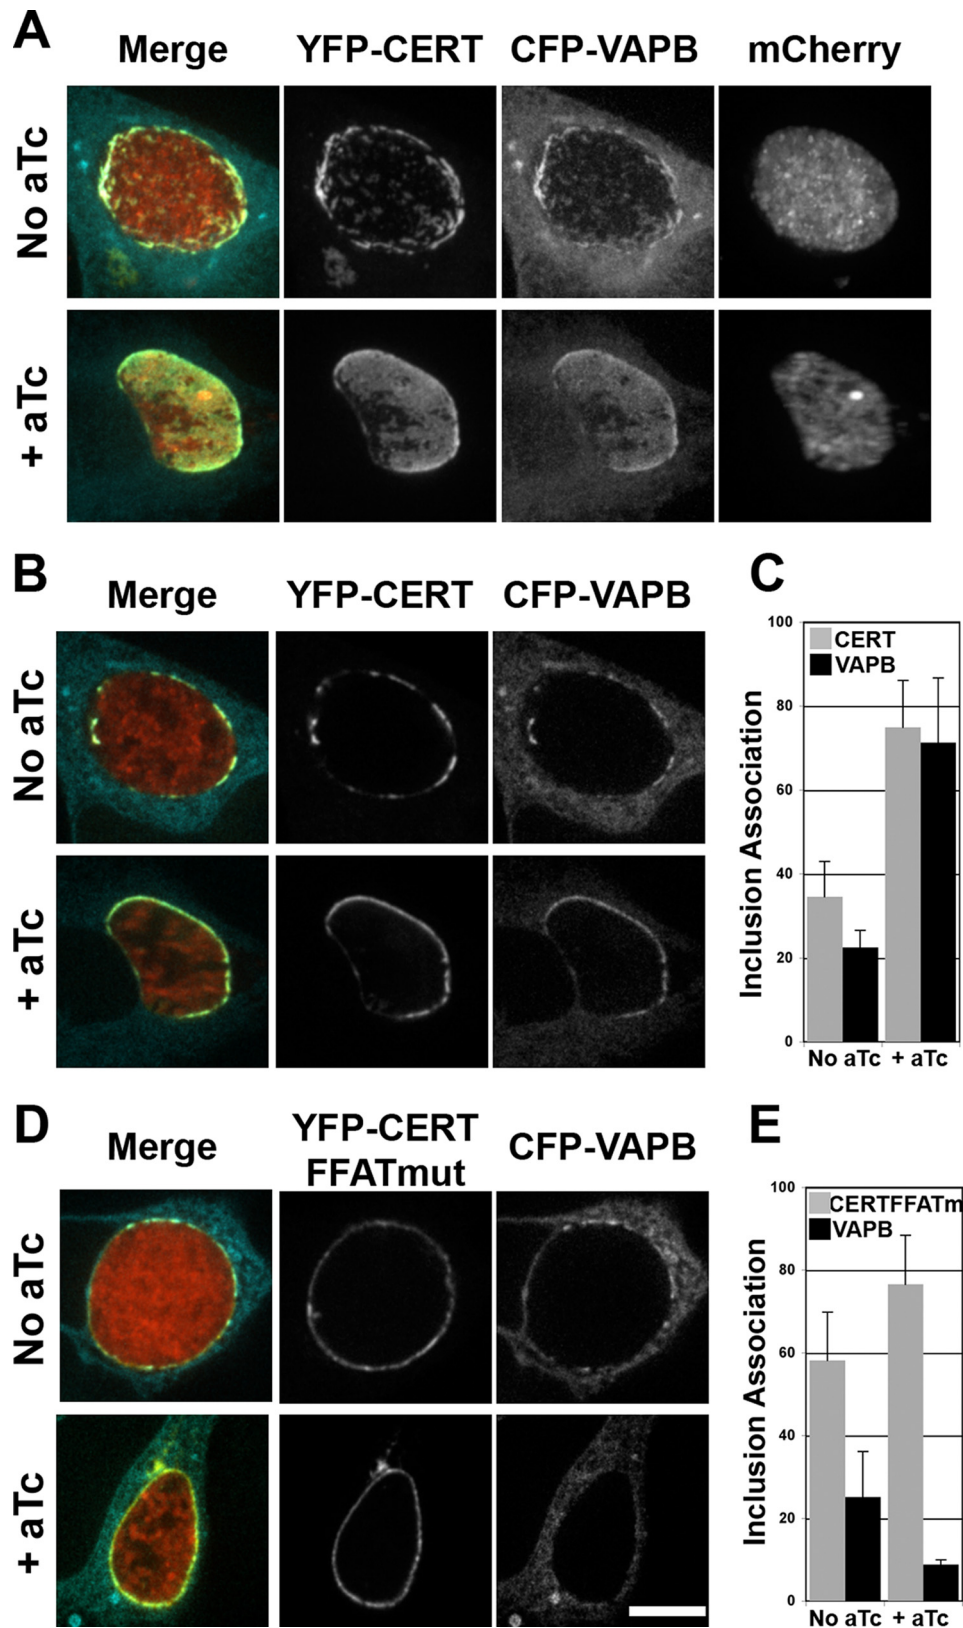 A
Merge YFP-CERT CFP-VAPB mCherry
No aTc
+ aTc
B
Merge YFP-CERT CFP-VAPB
No aTc
+ aTc
C
100
80
60
40
20
0
Inclusion Association
CERT
VAPB
No aTc + aTc
D
Merge YFP-CERT CFP-VAPB
FFATmut
No aTc
+ aTc
E
100
80
60
40
20
0
Inclusion Association
CERTFFATm
VAPB
No aTc + aTc